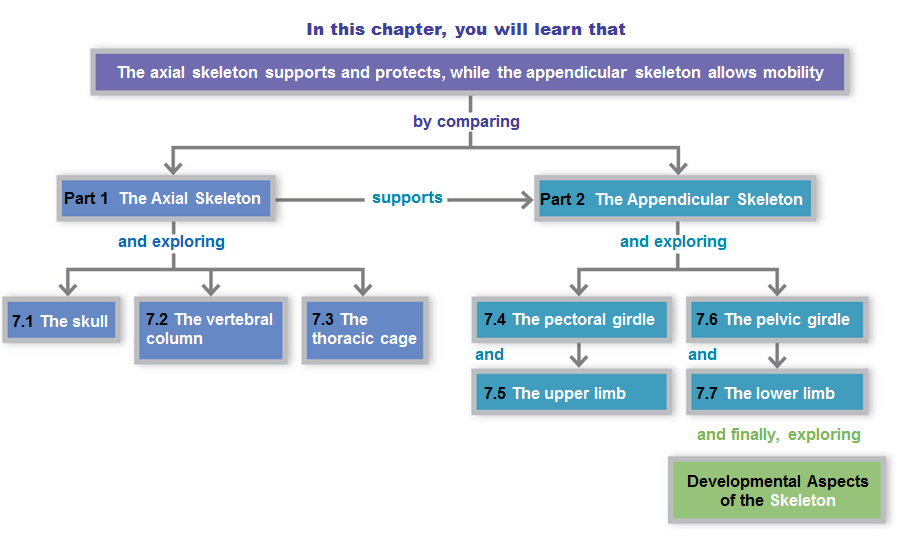 In this chapter, you will learn that
The axial skeleton supports and protects, while the appendicular skeleton allows mobility
by comparing
Part 1 The Axial Skeleton
supports
Part 2 The Appendicular Skeleton
and exploring
and exploring
7.1 The skull
7.2 The vertebral
column
7.3 The
thoracic cage
7.4 The pectoral girdle
7.6 The pelvic girdle
and
and
7.5 The upper limb
7.7 The lower limb
and finally, exploring
Developmental Aspects
of the Skeleton